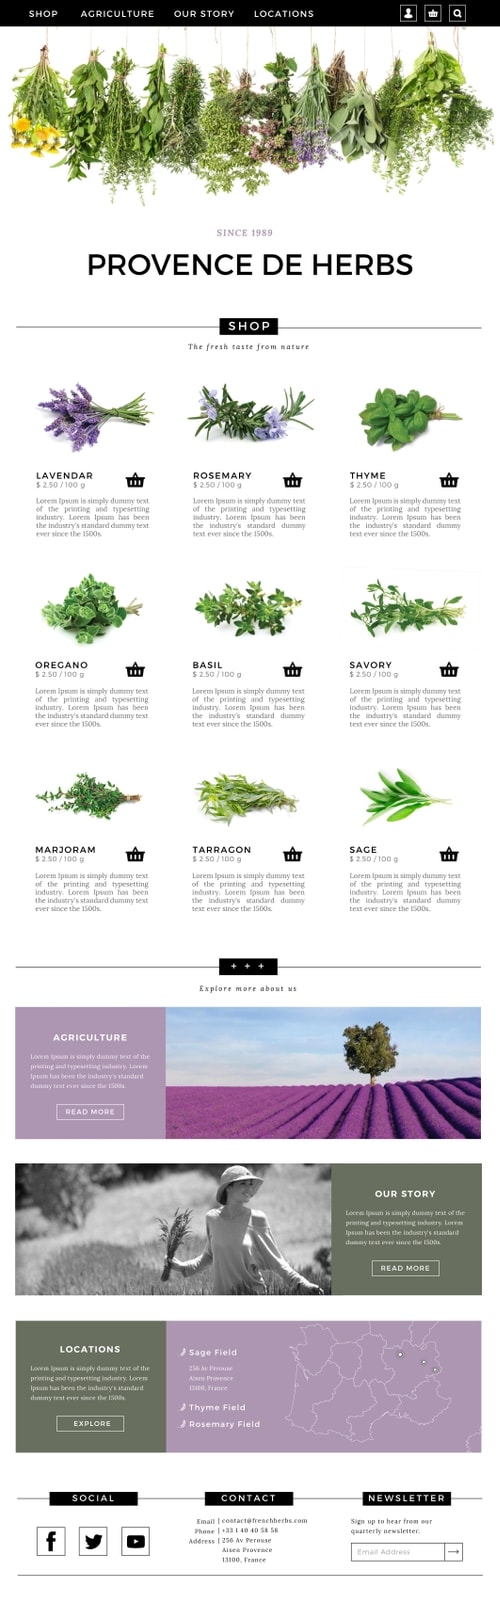 SHOP AGRICULTURE OUR STORY LOCATIONS
SINCE 1989
PROVENCE DE HERBS
SHOP
The fresh taste from nature
LAVENDAR
$ 2.50 / 100 g
Lorem Ipsum is simply dummy text
of the printing and typesetting
industry. Lorem Ipsum has been
the industry's standard dummy text
ever since the 1500s.
ROSEMARY
$ 2.50 / 100 g
Lorem Ipsum is simply dummy text
of the printing and typesetting
industry. Lorem Ipsum has been
the industry's standard dummy
text ever since the 1500s.
THYME
$ 2.50 / 100 g
Lorem Ipsum is simply dummy text
of the printing and typesetting
industry. Lorem Ipsum has been
the industry's standard dummy
text ever since the 1500s.
OREGANO
$ 2.50 / 100 g
Lorem Ipsum is simply dummy text
of the printing and typesetting
industry. Lorem Ipsum has been
the industry's standard dummy text
ever since the 1500s.
BASIL
$ 2.50 / 100 g
Lorem Ipsum is simply dummy text
of the printing and typesetting
industry. Lorem Ipsum has been
the industry's standard dummy
text ever since the 1500s.
SAVORY
$ 2.50 / 100 g
Lorem Ipsum is simply dummy text
of the printing and typesetting
industry. Lorem Ipsum has been
the industry's standard dummy
text ever since the 1500s.
MARJORAM
$ 2.50 / 100 g
Lorem Ipsum is simply dummy text
of the printing and typesetting
industry. Lorem Ipsum has been
the industry's standard dummy text
ever since the 1500s.
TARRAGON
$ 2.50 / 100 g
Lorem Ipsum is simply dummy text
of the printing and typesetting
industry. Lorem Ipsum has been
the industry's standard dummy
text ever since the 1500s.
SAGE
$ 2.50 / 100 g
Lorem Ipsum is simply dummy text
of the printing and typesetting
industry. Lorem Ipsum has been
the industry's standard dummy
text ever since the 1500s.
+ + +
Explore more about us
AGRICULTURE
Lorem Ipsum is simply dummy text of the
printing and typesetting industry. Lorem
Ipsum has been the industry's standard
dummy text ever since the 1500s.
READ MORE
OUR STORY
Lorem Ipsum is simply dummy text of the
printing and typesetting industry. Lorem
Ipsum has been the industry's standard
dummy text ever since the 1500s.
READ MORE
LOCATIONS
Lorem Ipsum is simply dummy text of the
printing and typesetting industry. Lorem
Ipsum has been the industry's standard
dummy text ever since the 1500s.
EXPLORE
Sage Field
256 Av Perouse
Aixen Provence
13100, France
Thyme Field
Rosemary Field
SOCIAL
CONTACT
Email | contact@frenchherbs.com
Phone | +33 1 40 40 58 58
Address | 256 Av Perouse
Aixen Provence
13100, France
NEWSLETTER
Sign up to hear from our
quarterly newsletter.
Email Address